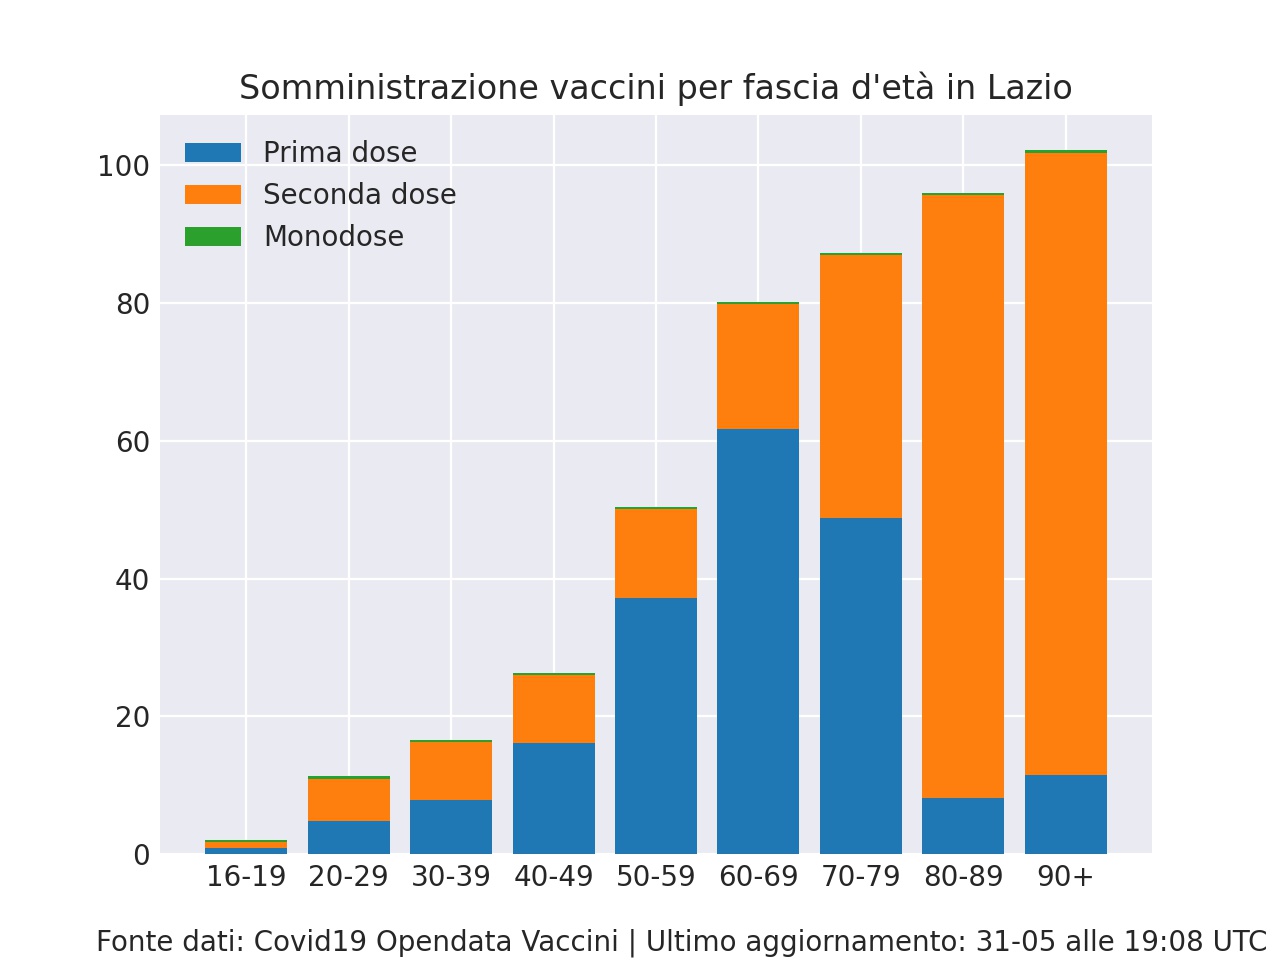 Somministrazione vaccini per fascia d'età in Lazio
Prima dose
Seconda dose
Monodose
100
80
60
40
20
0
16-19 20-29 30-39 40-49 50-59 60-69 70-79 80-89 90+
Fonte dati: Covid19 Opendata Vaccini | Ultimo aggiornamento: 31-05 alle 19:08 UTC